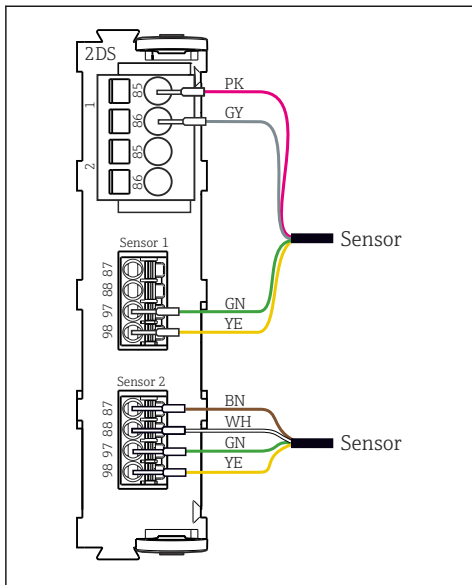 2DS
1
85
PK
86
GY
2
85
86
Sensor
Sensor 1
87
88
97
GN
98
YE
Sensor 2
87
BN
88
WH
97
GN
Sensor
98
YE